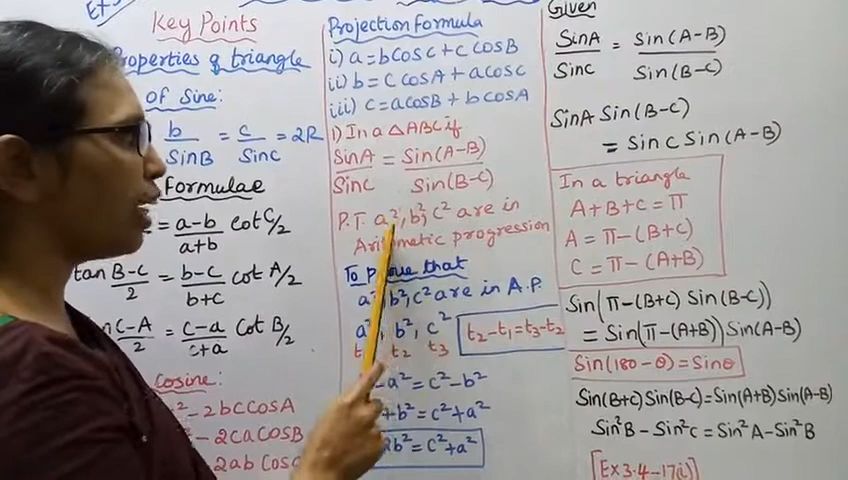 Key Points
Properties of triangle
of Sine:
b/SinB = c/SinC = 2R
Formulae
= a-b/a+b cot C/2
tan B-C/2 = b-c/b+c cot A/2
C-A/2 = c-a/c+a cot B/2
Cosine:
- 2bc CosA
- 2ca CosB
2ab Cos
Projection Formula
i) a = b CosC + c CosB
ii) b = c CosA + a CosC
iii) c = a CosB + b CosA
1) In a △ABC if
SinA/SinC = Sin(A-B)/Sin(B-C)
P.T. a², b², c² are in
Arithmetic progression
To prove that
a², b², c² are in A.P.
a², b², c²
t₂ t₃
t₂-t₁ = t₃-t₂
-a² = c² - b²
+ b² = c² + a²
2b² = c² + a²
Given
SinA/SinC = Sin(A-B)/Sin(B-C)
SinA Sin(B-C)
= SinC Sin(A-B)
In a triangle
A+B+C = π
A = π-(B+C)
C = π-(A+B)
Sin(π-(B+C) Sin(B-C))
= Sin(π-(A+B)) Sin(A-B)
Sin(180-θ) = Sinθ
Sin(B+C) Sin(B-C) = Sin(A+B) Sin(A-B)
Sin²B - Sin²C = Sin²A - Sin²B
[Ex 3.4-17(i)]